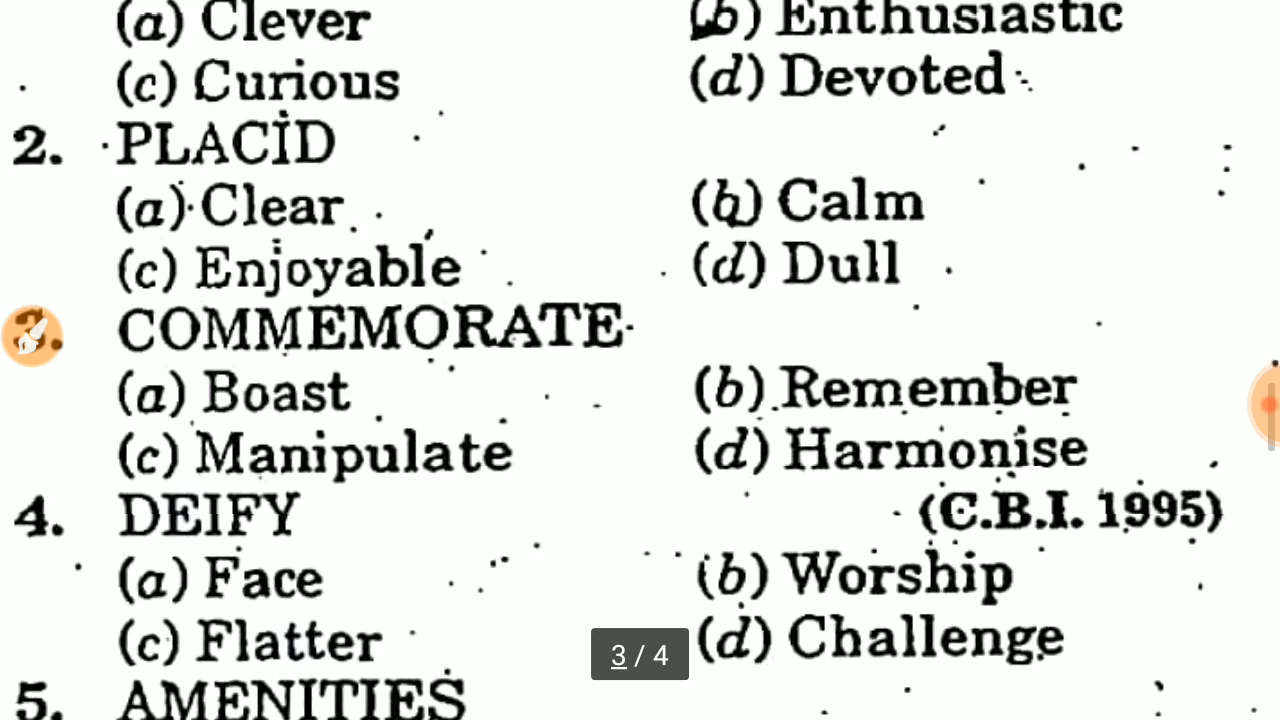 (a) Clever (b) Enthusiastic
(c) Curious (d) Devoted
2. PLACID
(a) Clear (b) Calm
(c) Enjoyable (d) Dull
3. COMMEMORATE
(a) Boast (b) Remember
(c) Manipulate (d) Harmonise
4. DEIFY (C.B.I. 1995)
(a) Face (b) Worship
(c) Flatter (d) Challenge
3 / 4
5. AMENITIES